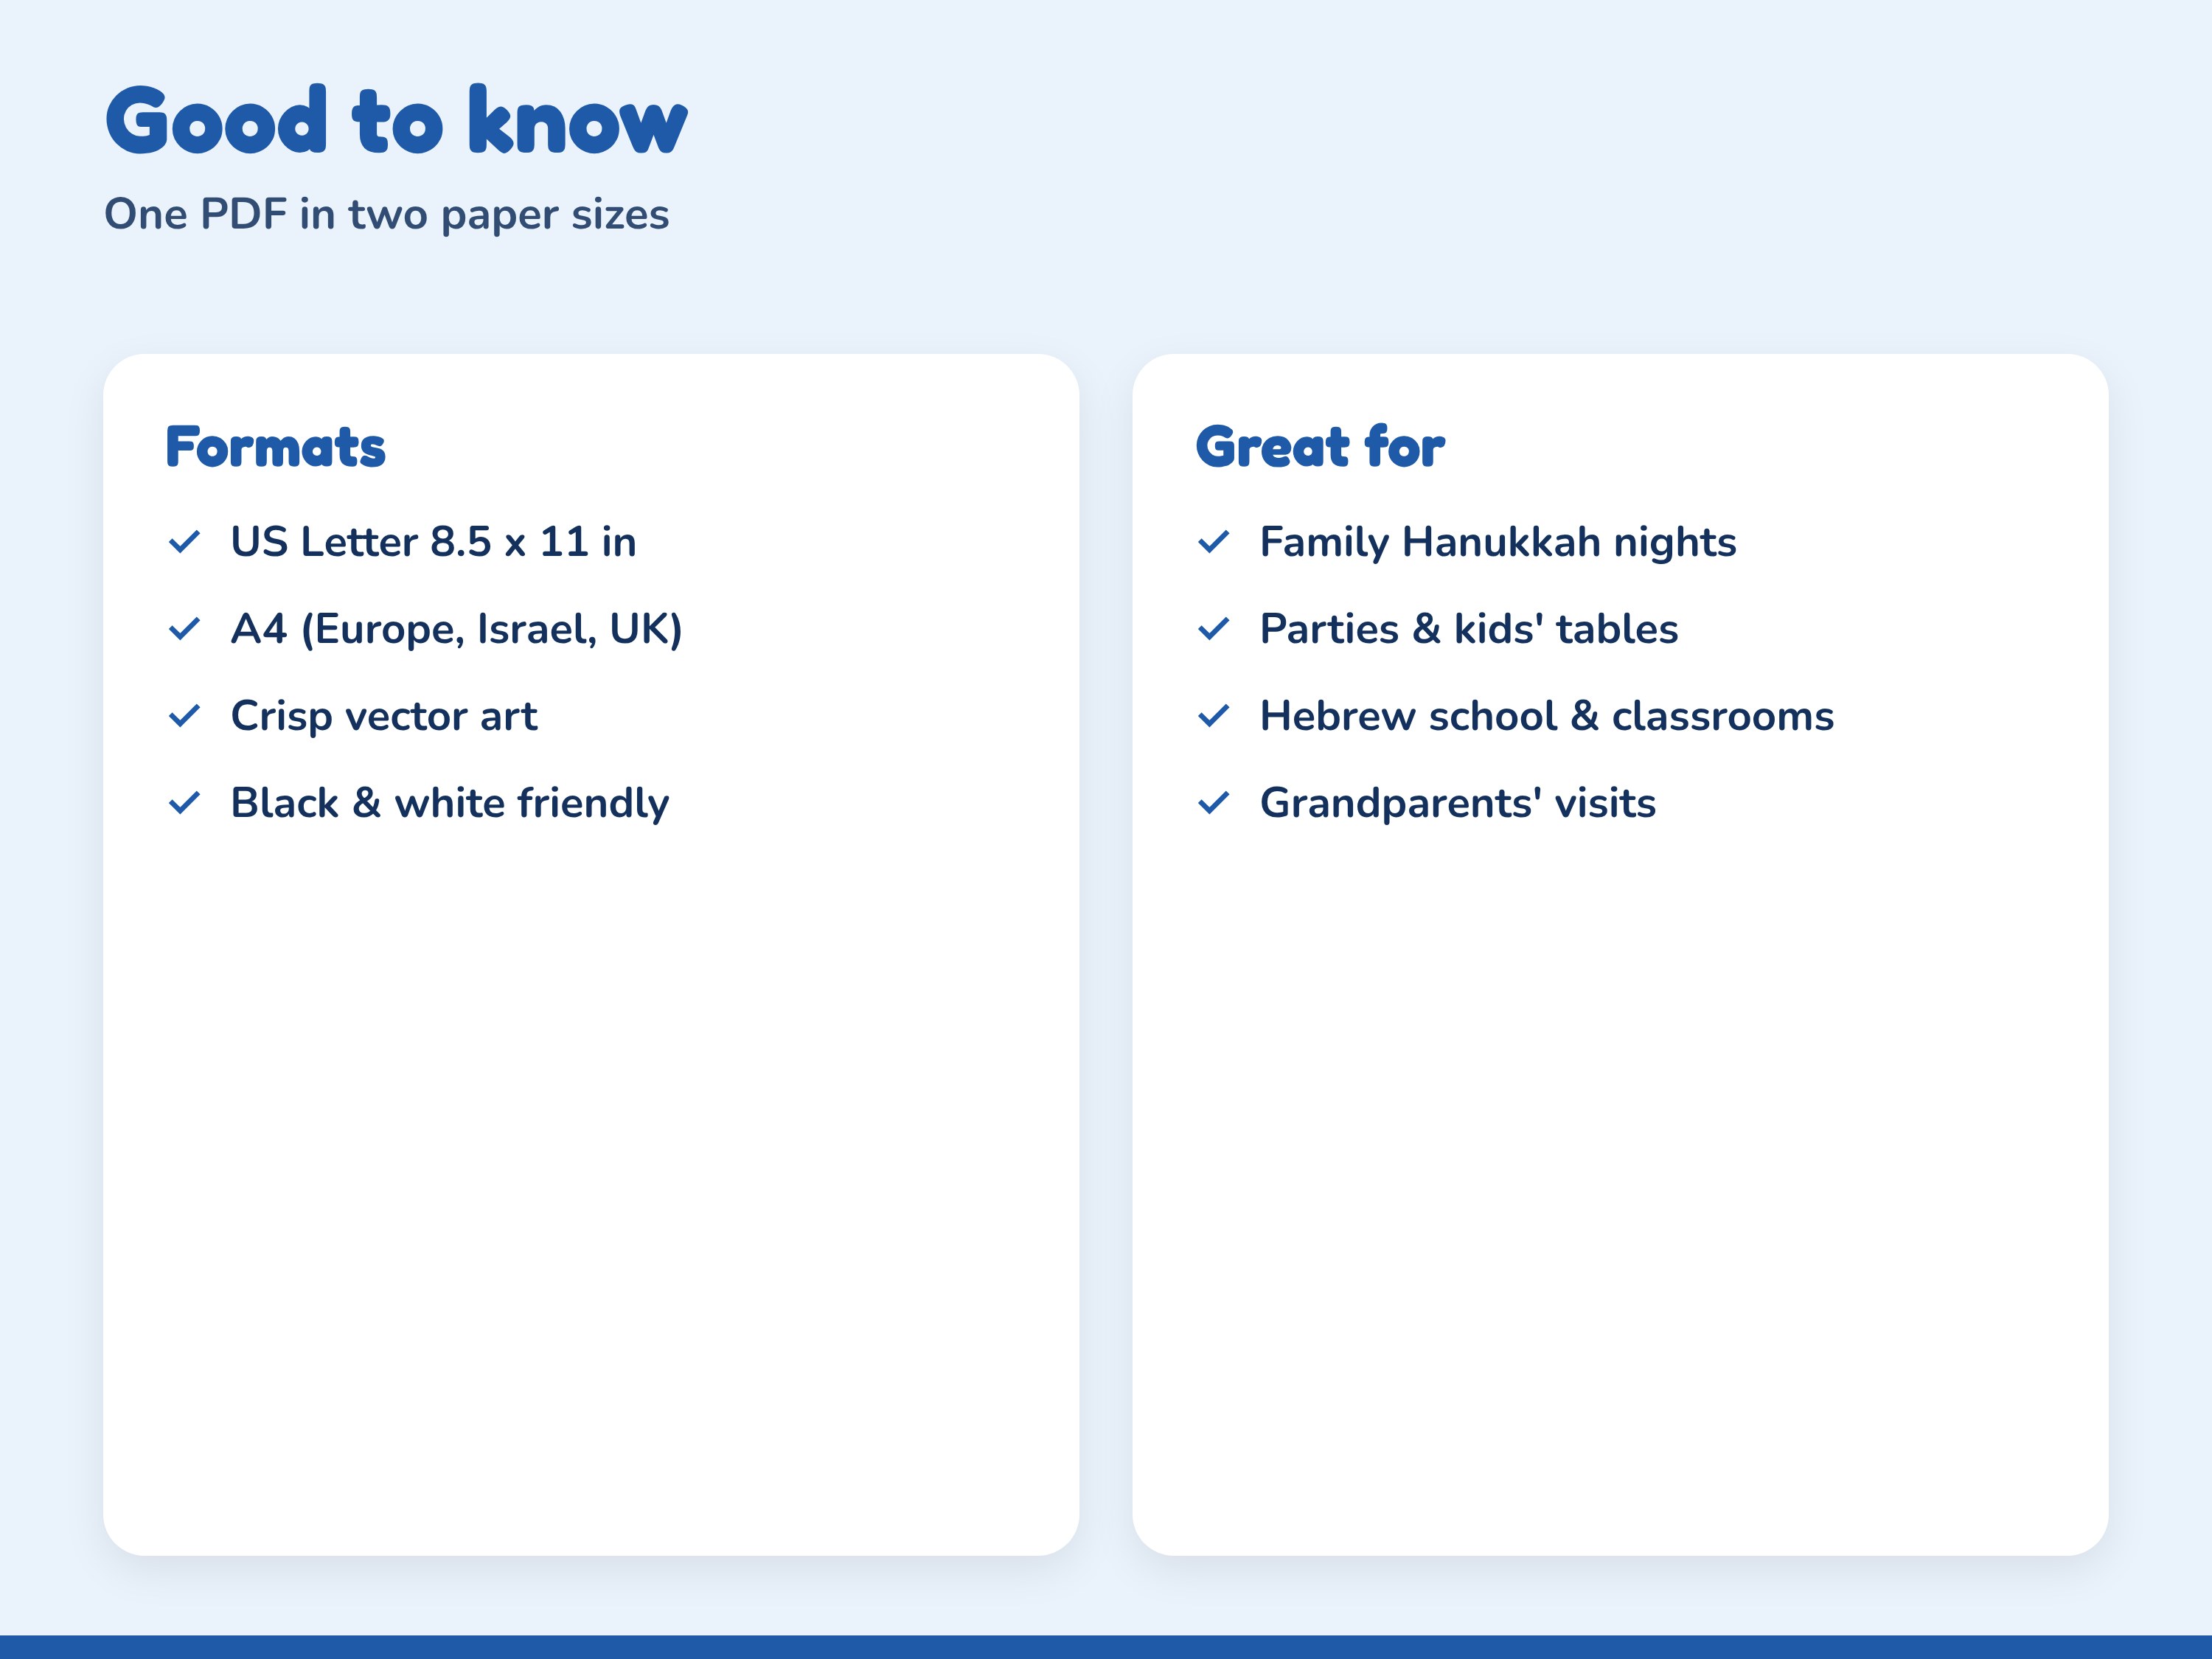 Good to know
One PDF in two paper sizes
Formats
US Letter 8.5 x 11 in
A4 (Europe, Israel, UK)
Crisp vector art
Black & white friendly
Great for
Family Hanukkah nights
Parties & kids' tables
Hebrew school & classrooms
Grandparents' visits